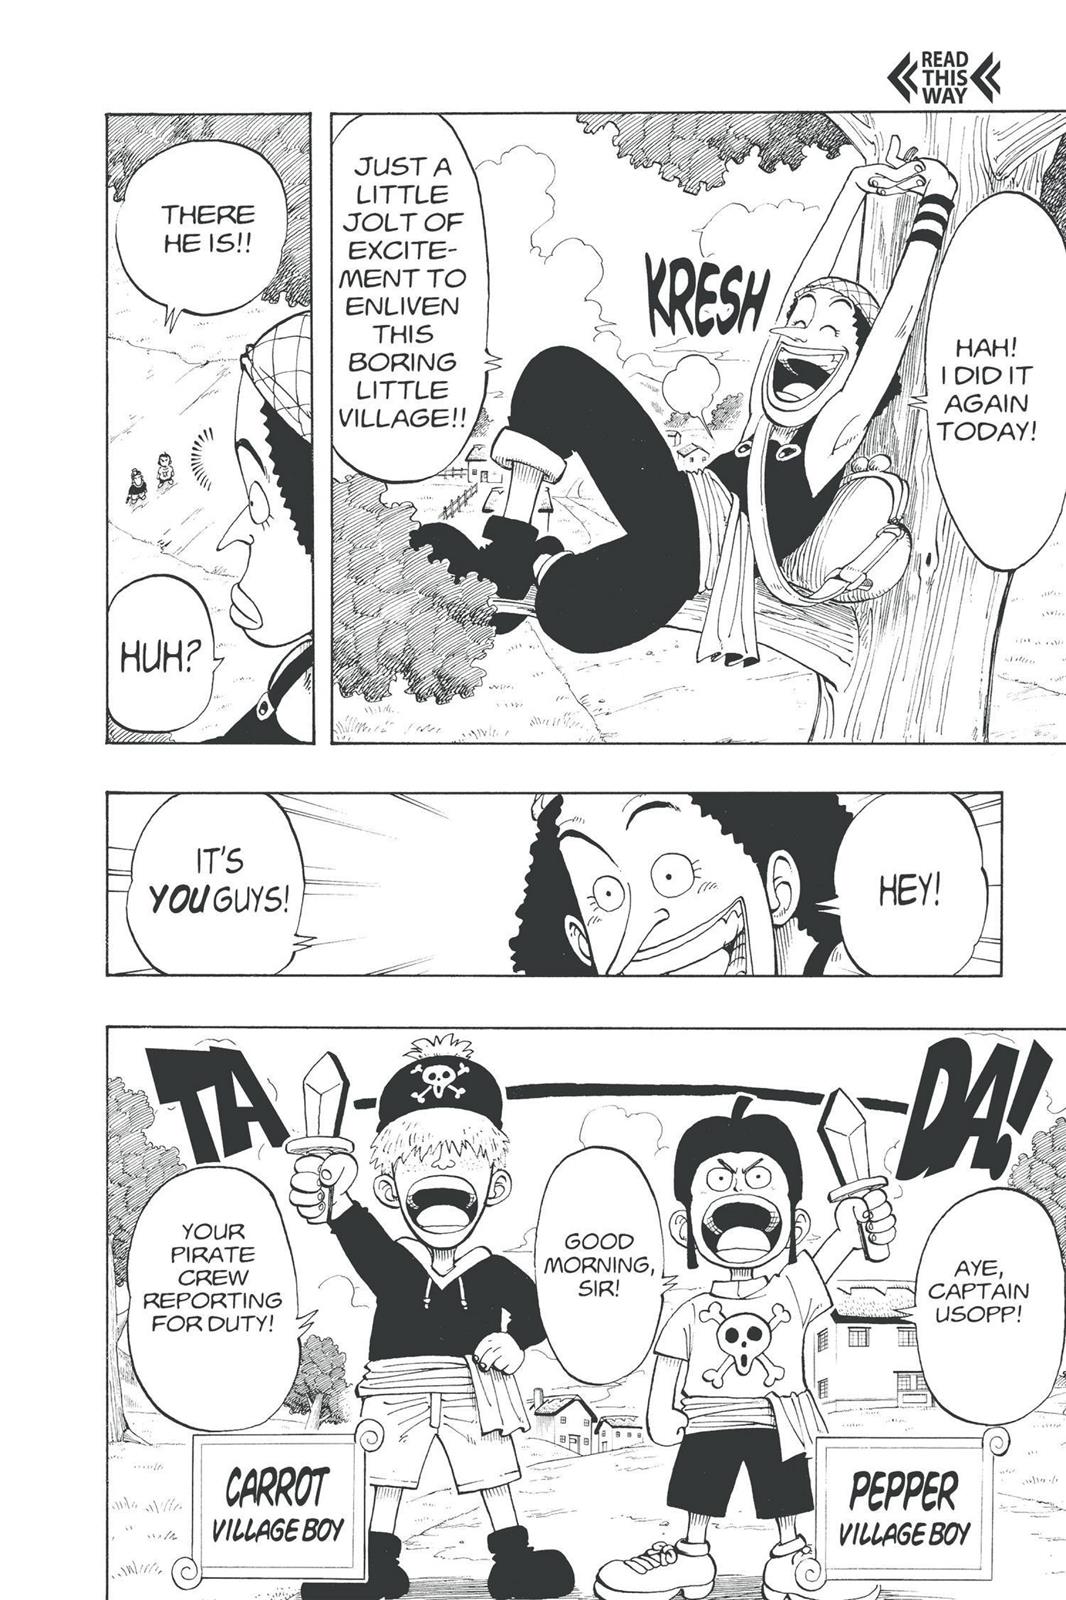 READ
THIS
WAY
HAH!
I DID IT
AGAIN
TODAY!
KRESH
JUST A
LITTLE
JOLT OF
EXCITE-
MENT TO
ENLIVEN
THIS
BORING
LITTLE
VILLAGE!!
THERE
HE IS!!
HUH?
HEY!
IT'S
YOU GUYS!
TA
DA!
AYE,
CAPTAIN
USOPP!
GOOD
MORNING,
SIR!
YOUR
PIRATE
CREW
REPORTING
FOR DUTY!
PEPPER
VILLAGE BOY
CARROT
VILLAGE BOY